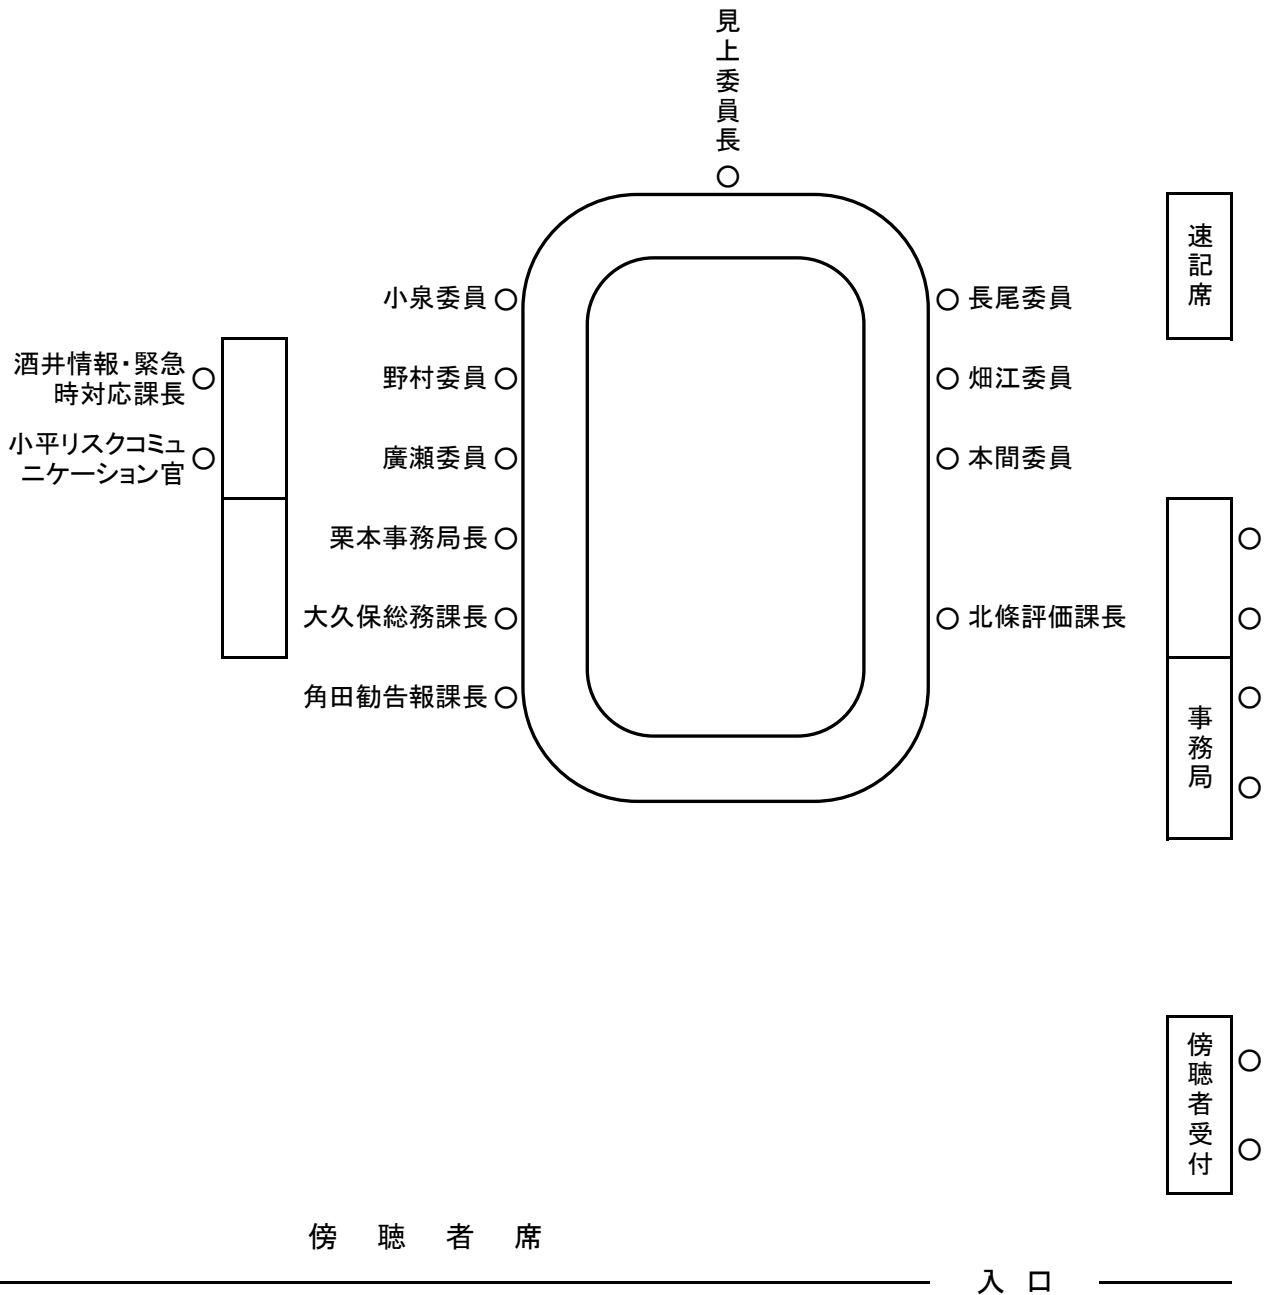 見上委員長
速記席
小泉委員
長尾委員
酒井情報・緊急
時対応課長
野村委員
畑江委員
小平リスクコミュ
ニケーション官
廣瀬委員
本間委員
栗本事務局長
大久保総務課長
北條評価課長
角田勧告報課長
事務局
傍聴者受付
傍聴者席
入口